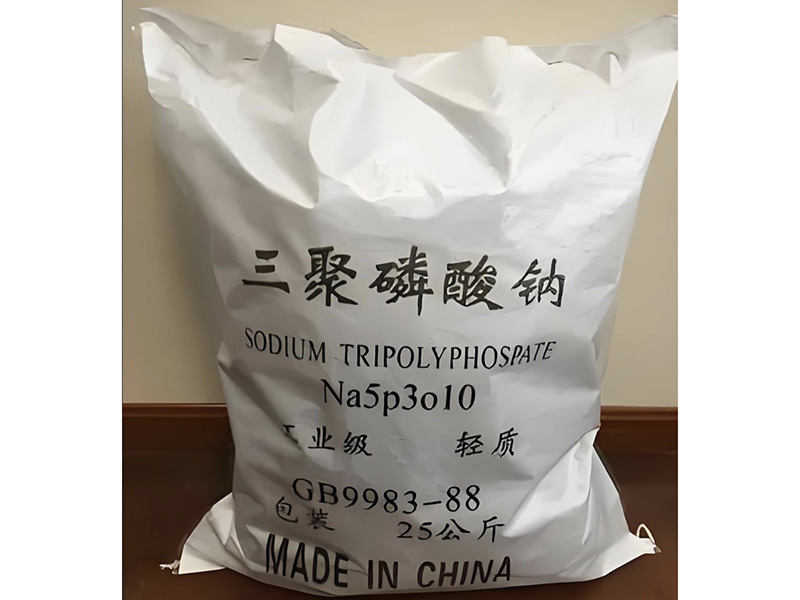 三聚磷酸钠
SODIUM TRIPOLYPHOSPATE
Na5p3o10
工业级 轻质
GB9983-88
包装 25公斤
MADE IN CHINA